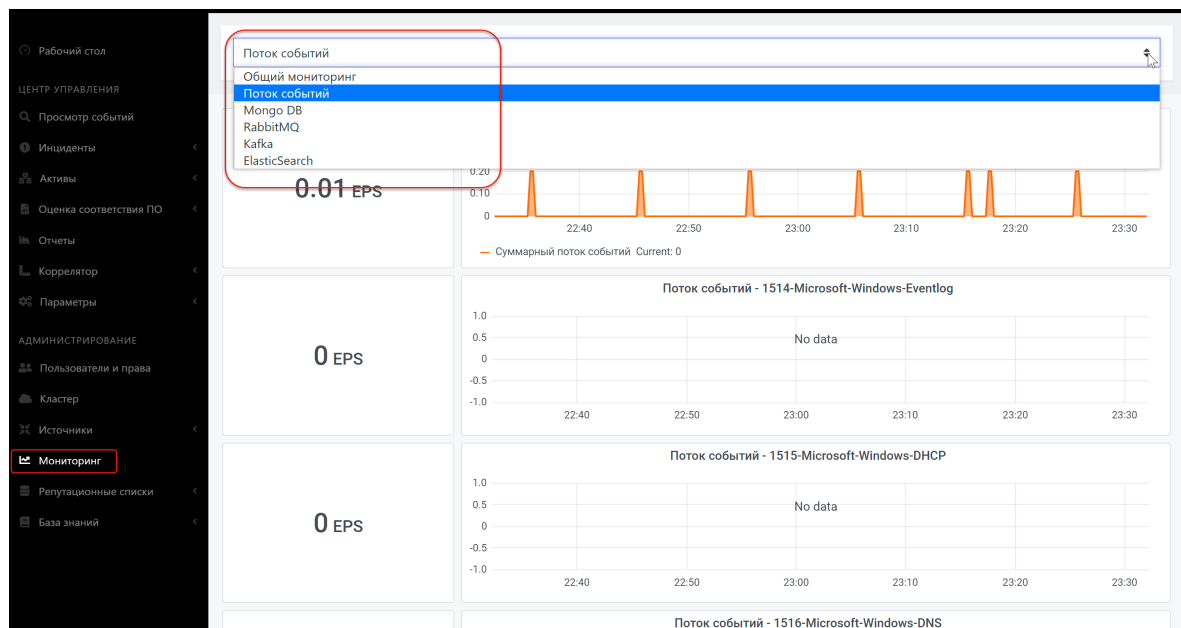 Рабочий стол
ЦЕНТР УПРАВЛЕНИЯ
Просмотр событий
Инциденты
Активы
Оценка соответствия ПО
Отчеты
Коррелятор
Параметры
АДМИНИСТРИРОВАНИЕ
Пользователи и права
Кластер
Источники
Мониторинг
Репутационные списки
База знаний
Поток событий
Общий мониторинг
Поток событий
Mongo DB
RabbitMQ
Kafka
ElasticSearch
0.01 EPS
0.20
0.10
0
22:40 22:50 23:00 23:10 23:20 23:30
Суммарный поток событий Current: 0
0 EPS
Поток событий - 1514-Microsoft-Windows-Eventlog
1.0
0.5
0
-0.5
-1.0
No data
22:40 22:50 23:00 23:10 23:20 23:30
0 EPS
Поток событий - 1515-Microsoft-Windows-DHCP
1.0
0.5
0
-0.5
-1.0
No data
22:40 22:50 23:00 23:10 23:20 23:30
Поток событий - 1516-Microsoft-Windows-DNS